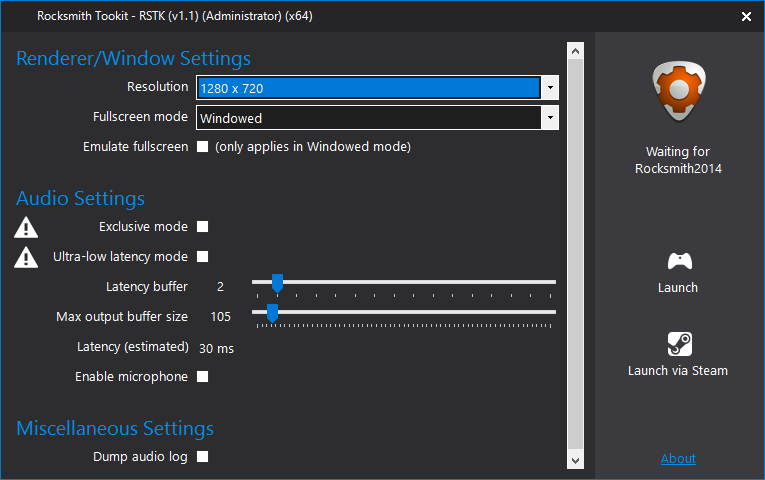 Rocksmith Tookit - RSTK (v1.1) (Administrator) (x64)
Renderer/Window Settings
Resolution 1280 x 720
Fullscreen mode Windowed
Emulate fullscreen (only applies in Windowed mode)
Audio Settings
Exclusive mode
Ultra-low latency mode
Latency buffer 2
Max output buffer size 105
Latency (estimated) 30 ms
Enable microphone
Miscellaneous Settings
Dump audio log
Waiting for
Rocksmith2014
Launch
Launch via Steam
About